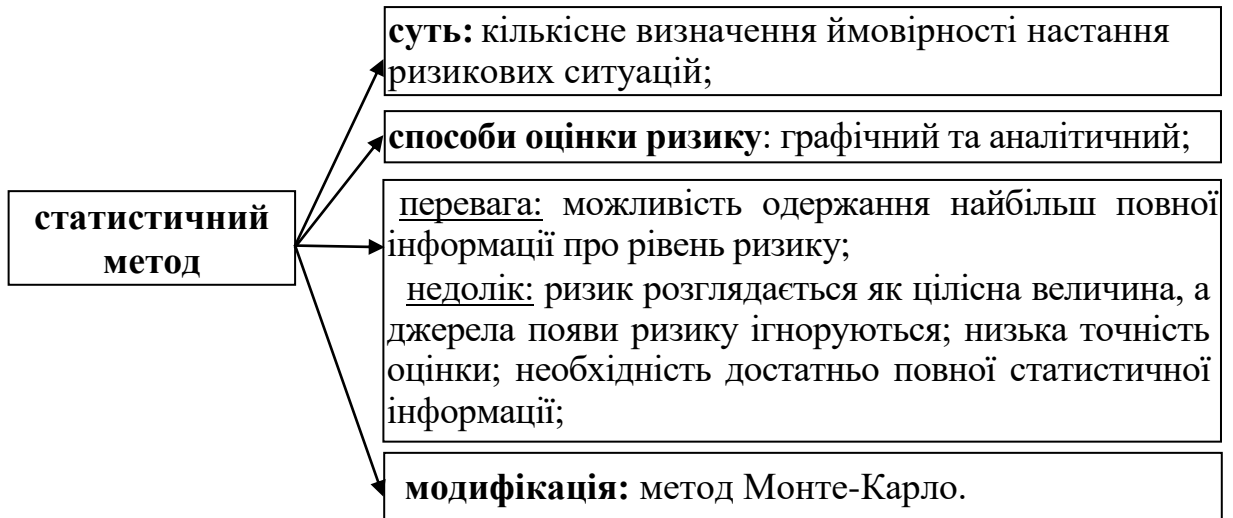 суть: кількісне визначення ймовірності настання
ризикових ситуацій;
способи оцінки ризику: графічний та аналітичний;
статистичний
метод
перевага: можливість одержання найбільш повної
інформації про рівень ризику;
недолік: ризик розглядається як цілісна величина, а
джерела появи ризику ігноруються; низька точність
оцінки; необхідність достатньо повної статистичної
інформації;
модифікація: метод Монте-Карло.